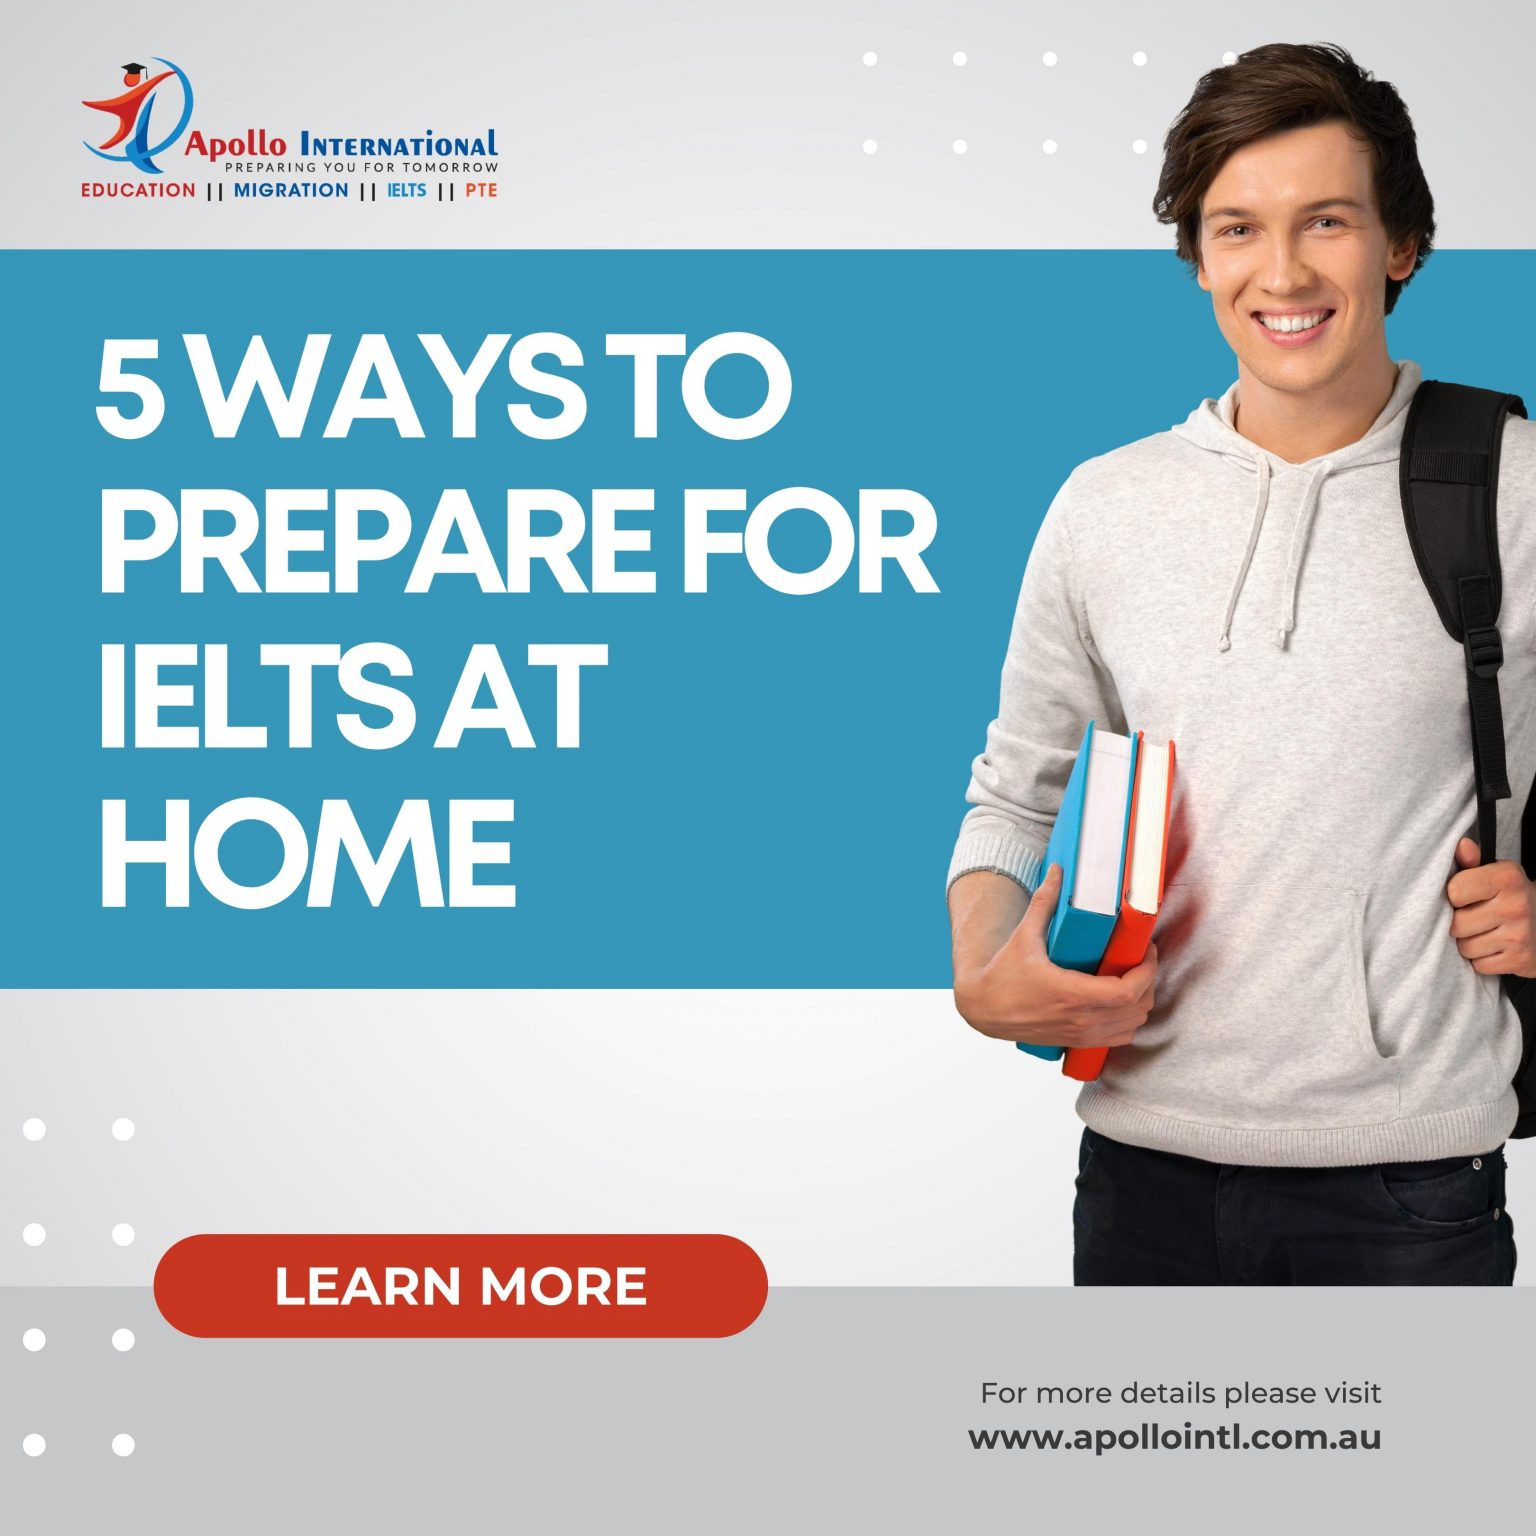 Apollo International
PREPARING YOU FOR TOMORROW
EDUCATION || MIGRATION || IELTS || PTE
5 WAYS TO
PREPARE FOR
IELTS AT
HOME
LEARN MORE
For more details please visit
www.apollointl.com.au